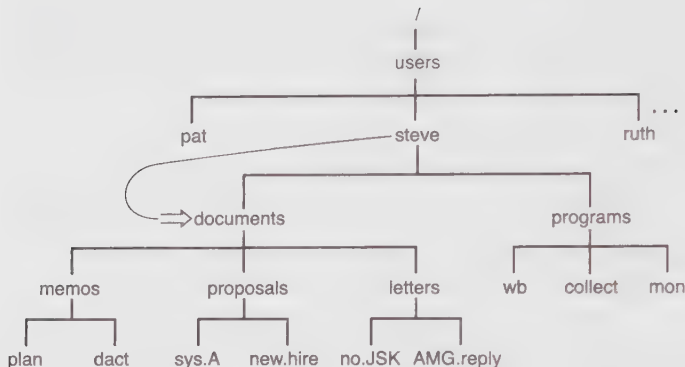 /
users
pat steve ruth ...
documents programs
memos proposals letters wb collect mon
plan dact sys.A new.hire no.JSK AMG.reply